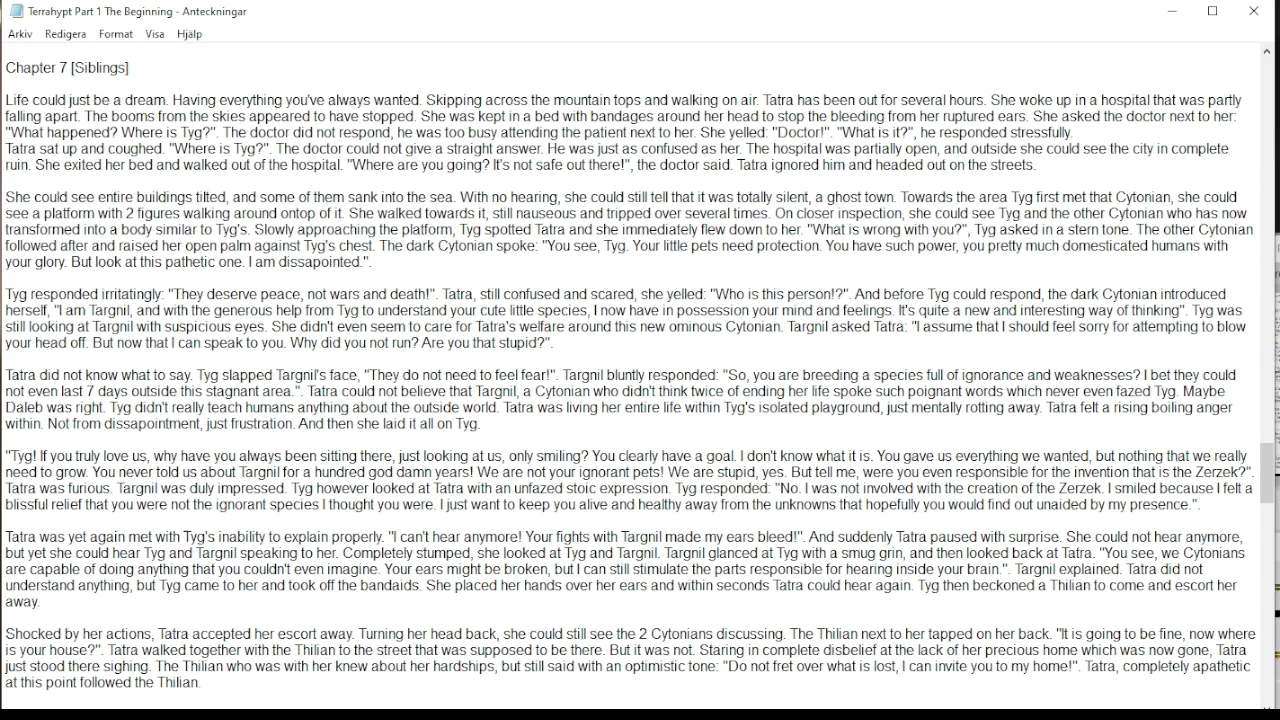 Terrahypt Part 1 The Beginning - Anteckningar
Arkiv Redigera Format Visa Hjälp
Chapter 7 [Siblings]
Life could just be a dream. Having everything you've always wanted. Skipping across the mountain tops and walking on air. Tatra has been out for several hours. She woke up in a hospital that was partly
falling apart. The booms from the skies appeared to have stopped. She was kept in a bed with bandages around her head to stop the bleeding from her ruptured ears. She asked the doctor next to her:
"What happened? Where is Tyg?". The doctor did not respond, he was too busy attending the patient next to her. She yelled: "Doctor!". "What is it?", he responded stressfully.
Tatra sat up and coughed. "Where is Tyg?". The doctor could not give a straight answer. He was just as confused as her. The hospital was partially open, and outside she could see the city in complete
ruin. She exited her bed and walked out of the hospital. "Where are you going? It's not safe out there!", the doctor said. Tatra ignored him and headed out on the streets.
She could see entire buildings tilted, and some of them sank into the sea. With no hearing, she could still tell that it was totally silent, a ghost town. Towards the area Tyg first met that Cytonian, she could
see a platform with 2 figures walking around ontop of it. She walked towards it, still nauseous and tripped over several times. On closer inspection, she could see Tyg and the other Cytonian who has now
transformed into a body similar to Tyg's. Slowly approaching the platform, Tyg spotted Tatra and she immediately flew down to her. "What is wrong with you?", Tyg asked in a stern tone. The other Cytonian
followed after and raised her open palm against Tyg's chest. The dark Cytonian spoke: "You see, Tyg. Your little pets need protection. You have such power, you pretty much domesticated humans with
your glory. But look at this pathetic one. I am dissapointed.".
Tyg responded irritatingly: "They deserve peace, not wars and death!". Tatra, still confused and scared, she yelled: "Who is this person!?". And before Tyg could respond, the dark Cytonian introduced
herself, "I am Targnil, and with the generous help from Tyg to understand your cute little species, I now have in possession your mind and feelings. It's quite a new and interesting way of thinking". Tyg was
still looking at Targnil with suspicious eyes. She didn't even seem to care for Tatra's welfare around this new ominous Cytonian. Targnil asked Tatra: "I assume that I should feel sorry for attempting to blow
your head off. But now that I can speak to you. Why did you not run? Are you that stupid?".
Tatra did not know what to say. Tyg slapped Targnil's face, "They do not need to feel fear!". Targnil bluntly responded: "So, you are breeding a species full of ignorance and weaknesses? I bet they could
not even last 7 days outside this stagnant area.". Tatra could not believe that Targnil, a Cytonian who didn't think twice of ending her life spoke such poignant words which never even fazed Tyg. Maybe
Daleb was right. Tyg didn't really teach humans anything about the outside world. Tatra was living her entire life within Tyg's isolated playground, just mentally rotting away. Tatra felt a rising boiling anger
within. Not from dissapointment, just frustration. And then she laid it all on Tyg.
"Tyg! If you truly love us, why have you always been sitting there, just looking at us, only smiling? You clearly have a goal. I don't know what it is. You gave us everything we wanted, but nothing that we really
need to grow. You never told us about Targnil for a hundred god damn years! We are not your ignorant pets! We are stupid, yes. But tell me, were you even responsible for the invention that is the Zerzek?".
Tatra was furious. Targnil was duly impressed. Tyg however looked at Tatra with an unfazed stoic expression. Tyg responded: "No. I was not involved with the creation of the Zerzek. I smiled because I felt a
blissful relief that you were not the ignorant species I thought you were. I just want to keep you alive and healthy away from the unknowns that hopefully you would find out unaided by my presence.".
Tatra was yet again met with Tyg's inability to explain properly. "I can't hear anymore! Your fights with Targnil made my ears bleed!". And suddenly Tatra paused with surprise. She could not hear anymore,
but yet she could hear Tyg and Targnil speaking to her. Completely stumped, she looked at Tyg and Targnil. Targnil glanced at Tyg with a smug grin, and then looked back at Tatra. "You see, we Cytonians
are capable of doing anything that you couldn't even imagine. Your ears might be broken, but I can still stimulate the parts responsible for hearing inside your brain.". Targnil explained. Tatra did not
understand anything, but Tyg came to her and took off the bandaids. She placed her hands over her ears and within seconds Tatra could hear again. Tyg then beckoned a Thilian to come and escort her
away.
Shocked by her actions, Tatra accepted her escort away. Turning her head back, she could still see the 2 Cytonians discussing. The Thilian next to her tapped on her back. "It is going to be fine, now where
is your house?". Tatra walked together with the Thilian to the street that was supposed to be there. But it was not. Staring in complete disbelief at the lack of her precious home which was now gone, Tatra
just stood there sighing. The Thilian who was with her knew about her hardships, but still said with an optimistic tone: "Do not fret over what is lost, I can invite you to my home!". Tatra, completely apathetic
at this point followed the Thilian.